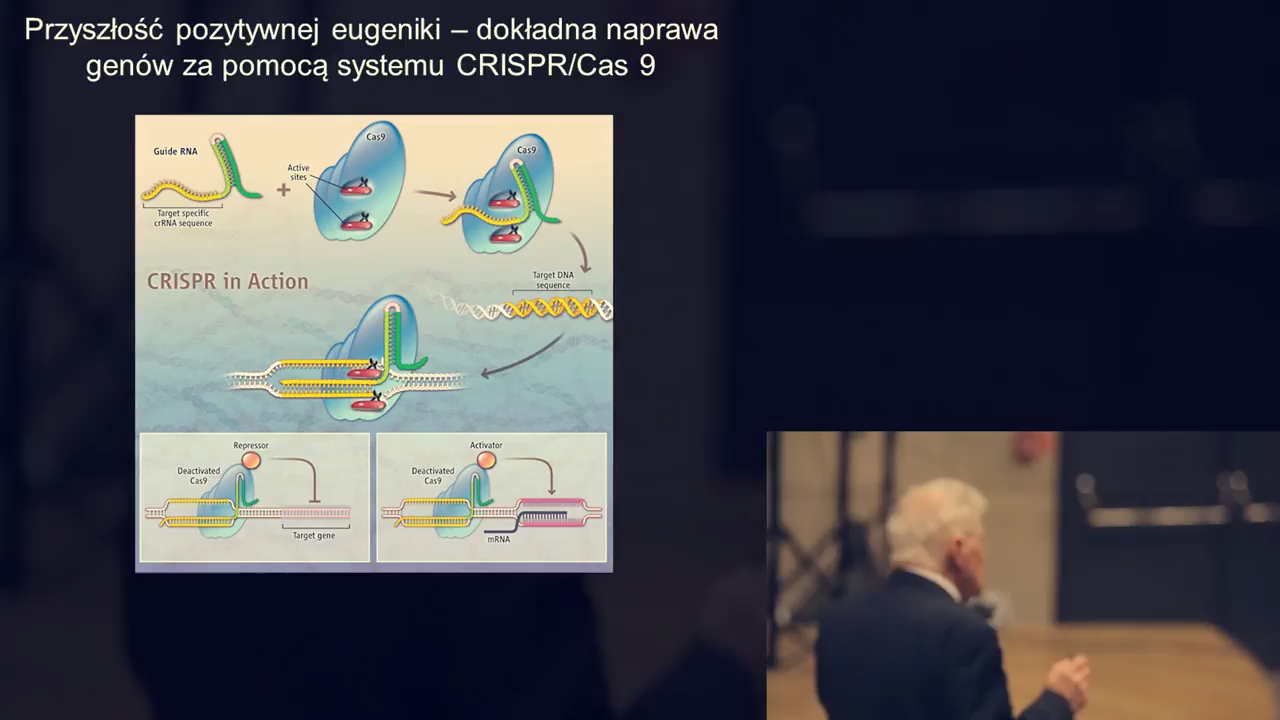 Przyszłość pozytywnej eugeniki – dokładna naprawa
genów za pomocą systemu CRISPR/Cas 9
Guide RNA
Target specific
crRNA sequence
Active
sites
Cas9
Cas9
CRISPR in Action
Target DNA
sequence
Repressor
Deactivated
Cas9
Target gene
Activator
Deactivated
Cas9
mRNA